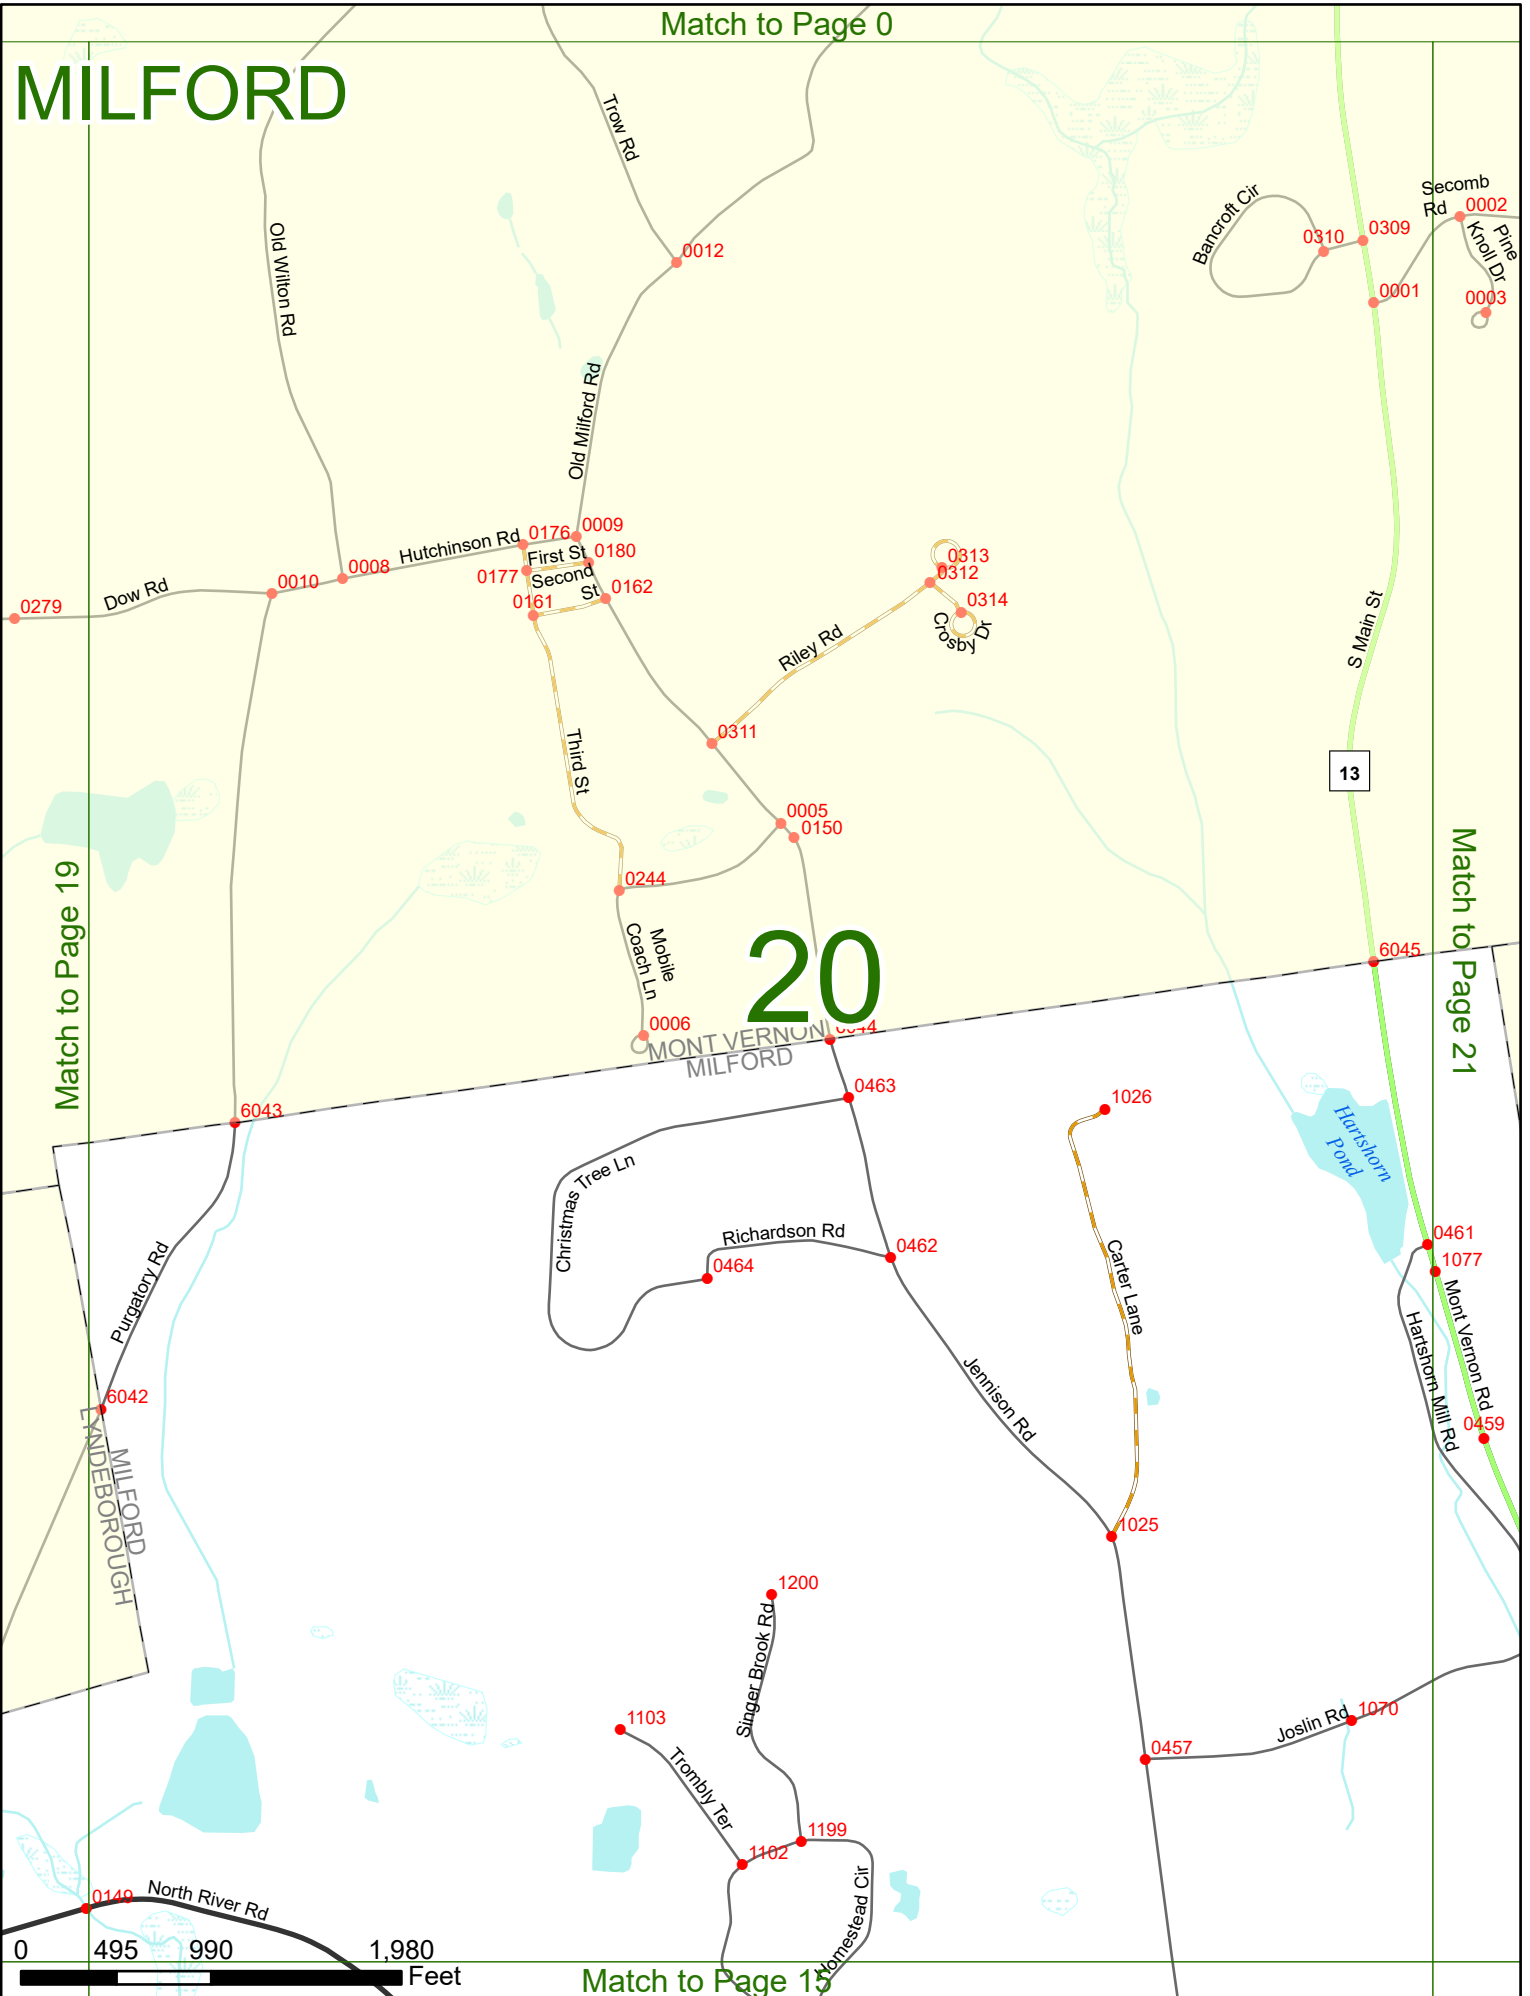 Match to Page 0
MILFORD
Trow Rd
Secomb
Rd
0002
Bancroft Cir
0310
0309
Pine
Knoll Dr
Old Wilton Rd
0012
0001
0003
Old Milford Rd
0009
0176
Hutchinson Rd
First St
0180
0313
0177
Second
St
0312
0008
0010
0162
0314
Dow Rd
0279
0161
Crosby Dr
S Main St
Riley Rd
0311
Third St
13
0005
0150
Match to Page 19
Match to Page 21
0244
Mobile
Coach Ln
20
6045
0006
MONT VERNON
MILFORD
0463
6043
1026
Hartshorn
Pond
Christmas Tree Ln
Richardson Rd
0462
0461
0464
1077
Purgatory Rd
Carter Lane
Mont Vernon Rd
Hartshorn Mill Rd
Jennison Rd
6042
0459
MILFORD
LYNDEBOROUGH
1025
1200
Singer Brook Rd
1103
1070
Joslin Rd
Trombly Ter
0457
1199
1102
Homestead Cir
0149
North River Rd
0 495 990 1,980
Feet
Match to Page 15